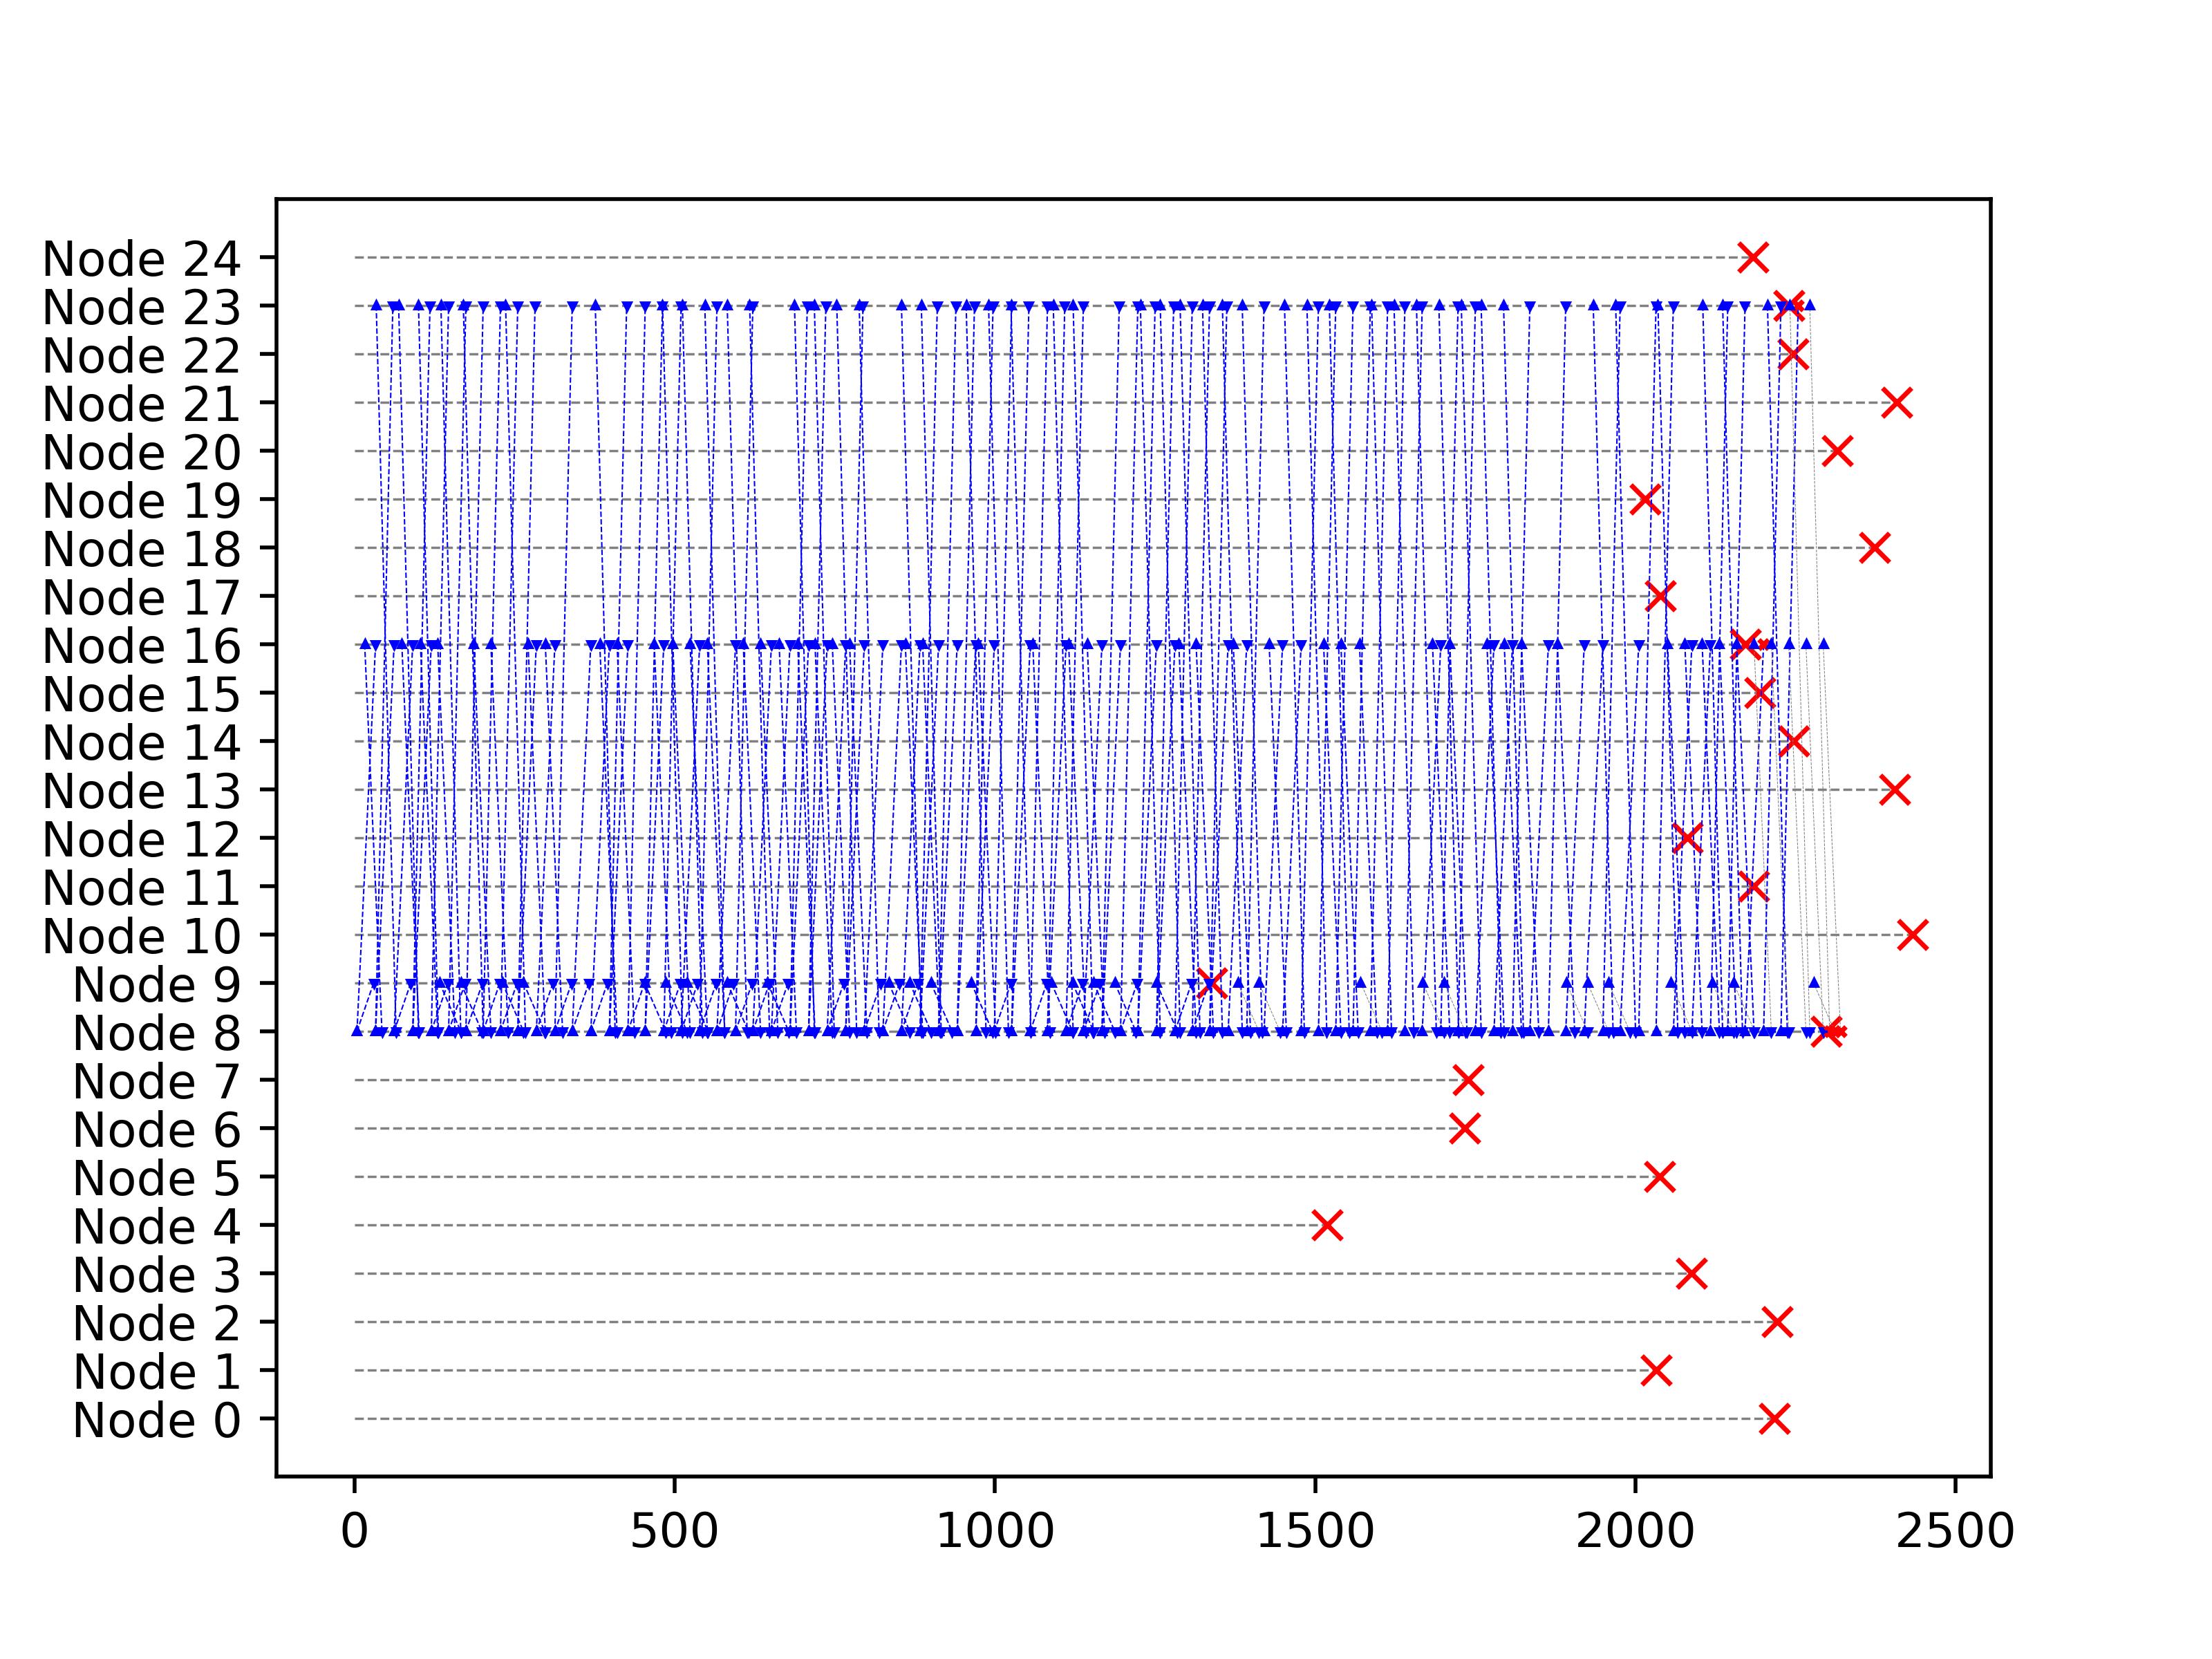 Node 24
Node 23
Node 22
Node 21
Node 20
Node 19
Node 18
Node 17
Node 16
Node 15
Node 14
Node 13
Node 12
Node 11
Node 10
Node 9
Node 8
Node 7
Node 6
Node 5
Node 4
Node 3
Node 2
Node 1
Node 0
0 500 1000 1500 2000 2500